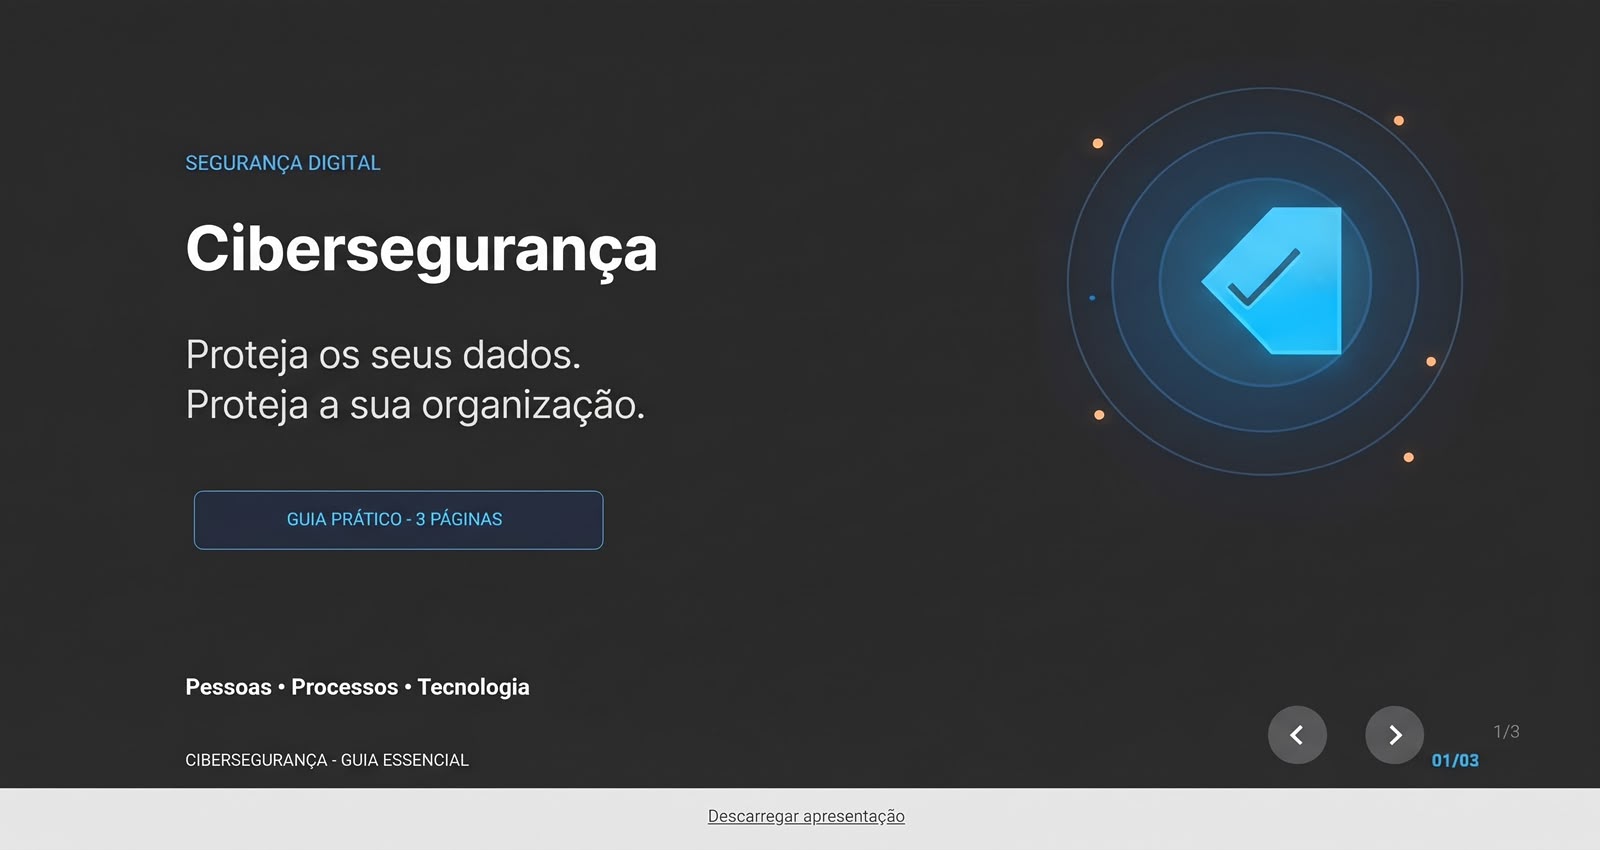 SEGURANÇA DIGITAL
Cibersegurança
Proteja os seus dados.
Proteja a sua organização.
GUIA PRÁTICO - 3 PÁGINAS
Pessoas • Processos • Tecnologia
1/3
CIBERSEGURANÇA - GUIA ESSENCIAL
01/03
Descarregar apresentação